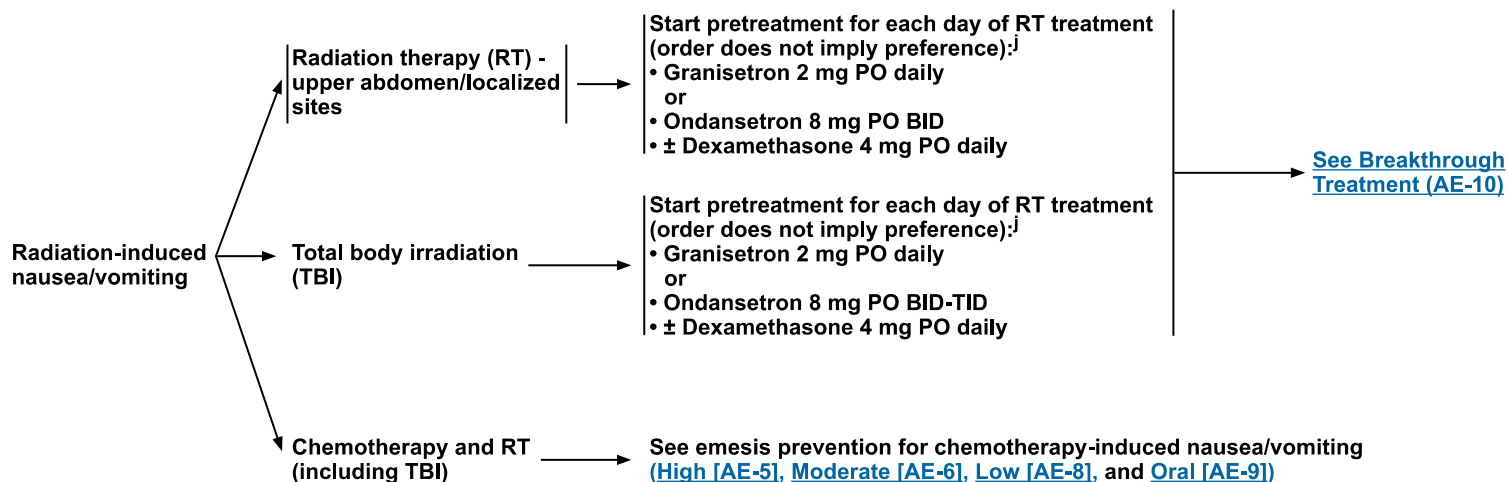 Radiation-induced
nausea/vomiting
Radiation therapy (RT) -
upper abdomen/localized
sites
Start pretreatment for each day of RT treatment
(order does not imply preference):j
• Granisetron 2 mg PO daily
or
• Ondansetron 8 mg PO BID
• ± Dexamethasone 4 mg PO daily
Total body irradiation
(TBI)
Start pretreatment for each day of RT treatment
(order does not imply preference):j
• Granisetron 2 mg PO daily
or
• Ondansetron 8 mg PO BID-TID
• ± Dexamethasone 4 mg PO daily
See Breakthrough
Treatment (AE-10)
Chemotherapy and RT
(including TBI)
See emesis prevention for chemotherapy-induced nausea/vomiting
(High [AE-5], Moderate [AE-6], Low [AE-8], and Oral [AE-9])